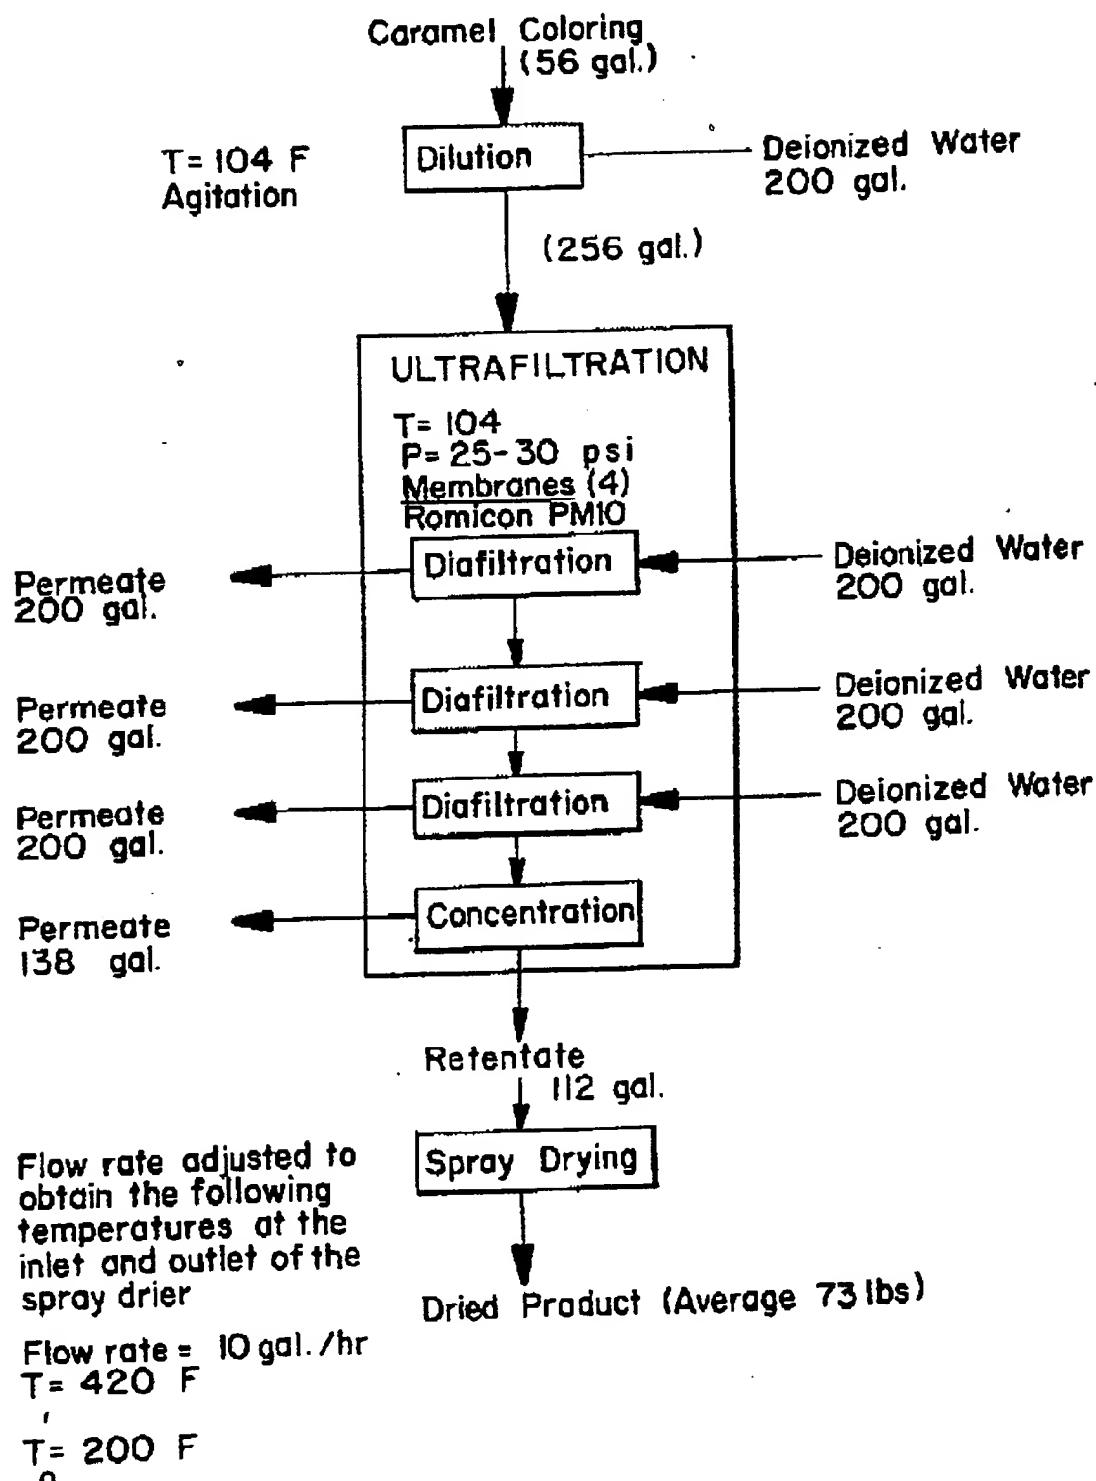 Caramel Coloring
(56 gal.)
T= 104 F
Agitation
Dilution
Deionized Water
200 gal.
(256 gal.)
ULTRAFILTRATION
T= 104
P= 25-30 psi
Membranes (4)
Romicon PM10
Diafiltration
Deionized Water
200 gal.
Permeate
200 gal.
Diafiltration
Deionized Water
200 gal.
Permeate
200 gal.
Diafiltration
Deionized Water
200 gal.
Permeate
200 gal.
Concentration
Permeate
138 gal.
Retentate
112 gal.
Spray Drying
Flow rate adjusted to
obtain the following
temperatures at the
inlet and outlet of the
spray drier
Dried Product (Average 73 lbs)
Flow rate = 10 gal./hr
T= 420 F
T= 200 F